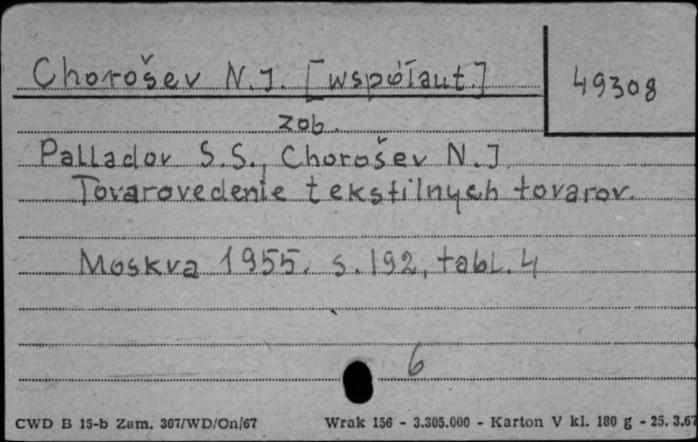 Chorošev N.J. [współaut.]
49308
zob.
Palladov S.S., Chorošev N.J
Tovarovedenie tekstilnych tovarov.
Moskva 1955. s. 192, tabl. 4
6
CWD B 15-b Zam. 307/WD/On/67 Wrak 156 - 3.305.000 - Karton V kl. 180 g - 25. 3.67